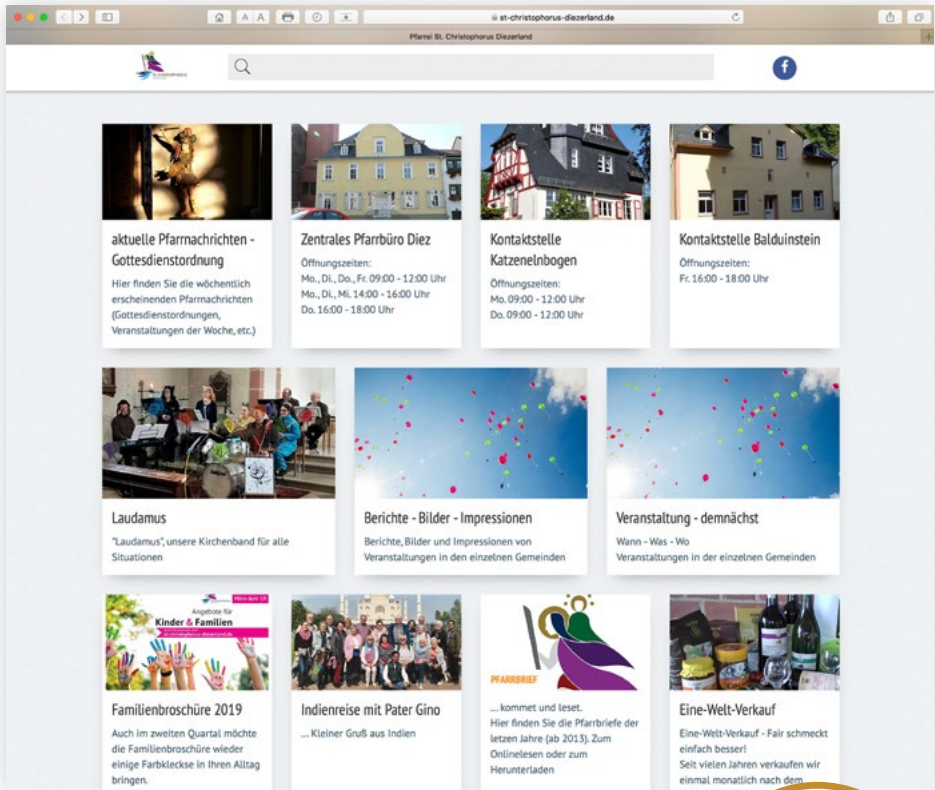 st-christophorus-diezerland.de
Pfarrei St. Christophorus Diezerland
aktuelle Pfarrnachrichten -
Gottesdienstordnung
Hier finden Sie die wöchentlich
erscheinenden Pfarrnachrichten
(Gottesdienstordnungen,
Veranstaltungen der Woche, etc.)
Zentrales Pfarrbüro Diez
Öffnungszeiten:
Mo., Di., Do., Fr. 09:00 - 12:00 Uhr
Mo., Di., Mi. 14:00 - 16:00 Uhr
Do. 16:00 - 18:00 Uhr
Kontaktstelle
Katzenelnbogen
Öffnungszeiten:
Mo. 09:00 - 12:00 Uhr
Do. 09:00 - 12:00 Uhr
Kontaktstelle Balduinstein
Öffnungszeiten:
Fr. 16:00 - 18:00 Uhr
Laudamus
"Laudamus", unsere Kirchenband für alle
Situationen
Berichte - Bilder - Impressionen
Berichte, Bilder und Impressionen von
Veranstaltungen in den einzelnen Gemeinden
Veranstaltung - demnächst
Wann - Was - Wo
Veranstaltungen in der einzelnen Gemeinden
Angebote für
Kinder & Familien
st-christophorus-diezerland.de
Familienbroschüre 2019
Auch im zweiten Quartal möchte
die Familienbroschüre wieder
einige Farbkleckse in Ihren Alltag
bringen.
Indienreise mit Pater Gino
... Kleiner Gruß aus Indien
PFARRBRIEF
... kommet und leset.
Hier finden Sie die Pfarrbriefe der
letzen Jahre (ab 2013). Zum
Onlinelesen oder zum
Herunterladen
Eine-Welt-Verkauf
Eine-Welt-Verkauf - Fair schmeckt
einfach besser!
Seit vielen Jahren verkaufen wir
einmal monatlich nach dem